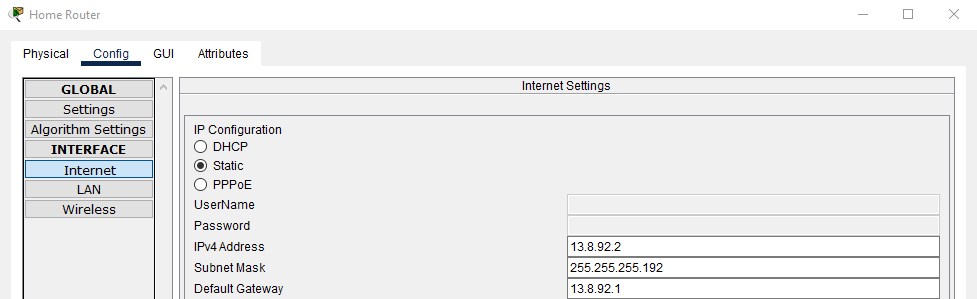 Home Router
Physical Config GUI Attributes
GLOBAL
Settings
Algorithm Settings
INTERFACE
Internet
LAN
Wireless
Internet Settings
IP Configuration
DHCP
Static
PPPoE
UserName
Password
IPv4 Address 13.8.92.2
Subnet Mask 255.255.255.192
Default Gateway 13.8.92.1